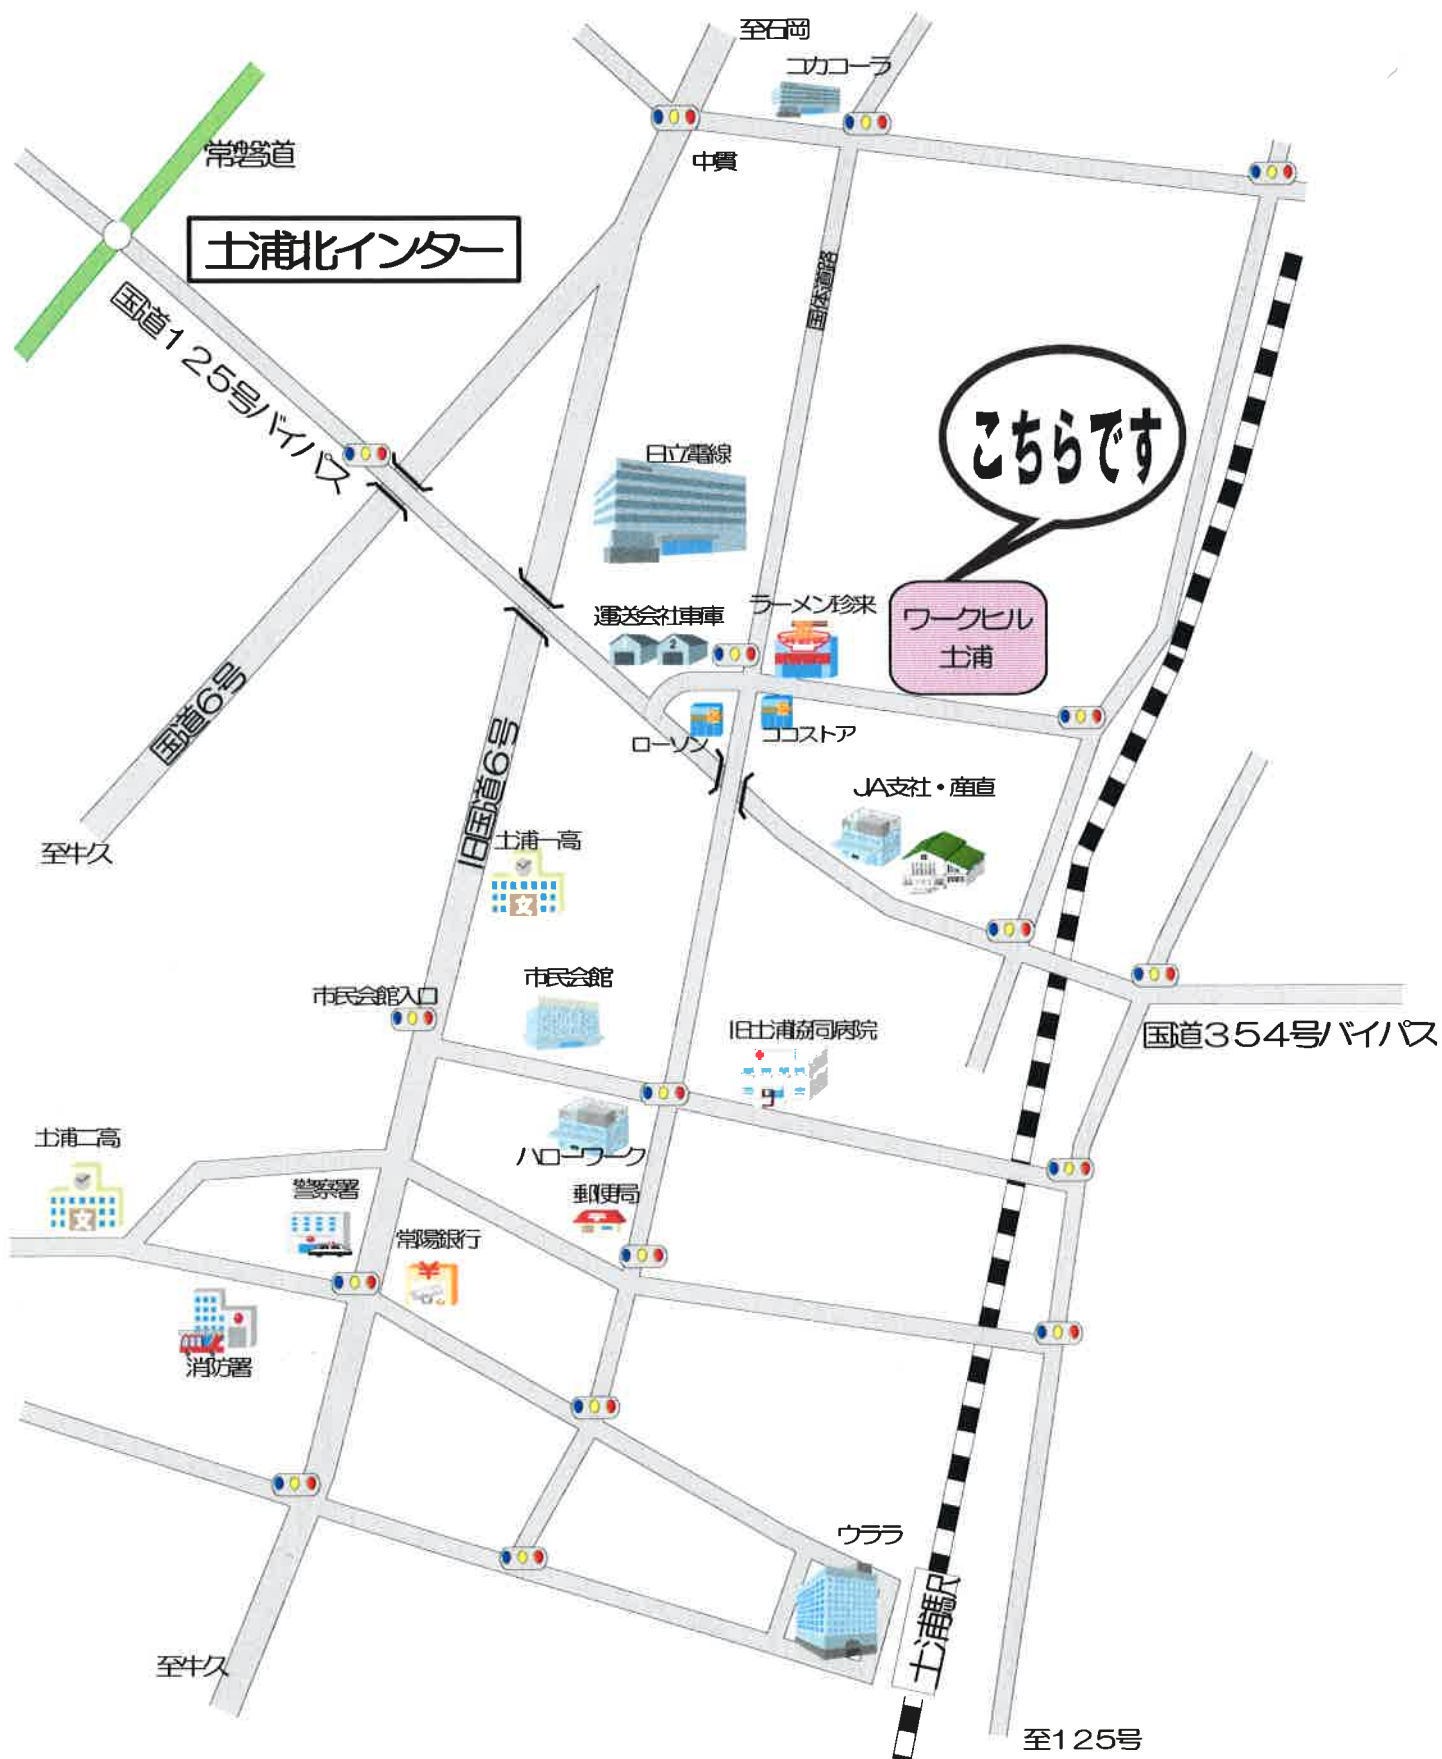 至石岡
コカコーラ
常磐道
中貫
土浦北インター
国体道路
国道125号バイパス
こちらです
日立電線
ワークヒル
土浦
運送会社車庫
2
ラーメン珍来
国道6号
旧国道6号
ローソン
ココストア
JA支社・産直
至牛久
土浦一高
文
市民会館
市民会館入口
旧土浦協同病院
国道354号バイパス
土浦二高
文
ハローワーク
警察署
郵便局
常陽銀行
¥
消防署
ウララ
土浦駅
至牛久
至125号